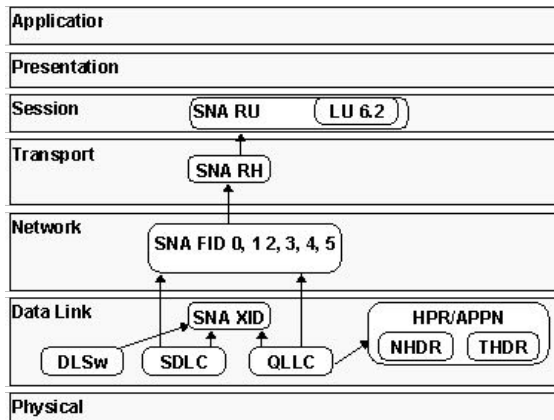 Application
Presentation
Session
SNA RU
LU 6.2
Transport
SNA RH
Network
SNA FID 0, 1 2, 3, 4, 5
Data Link
SNA XID
HPR/APPN
NHDR
THDR
DLSw
SDLC
QLLC
Physical